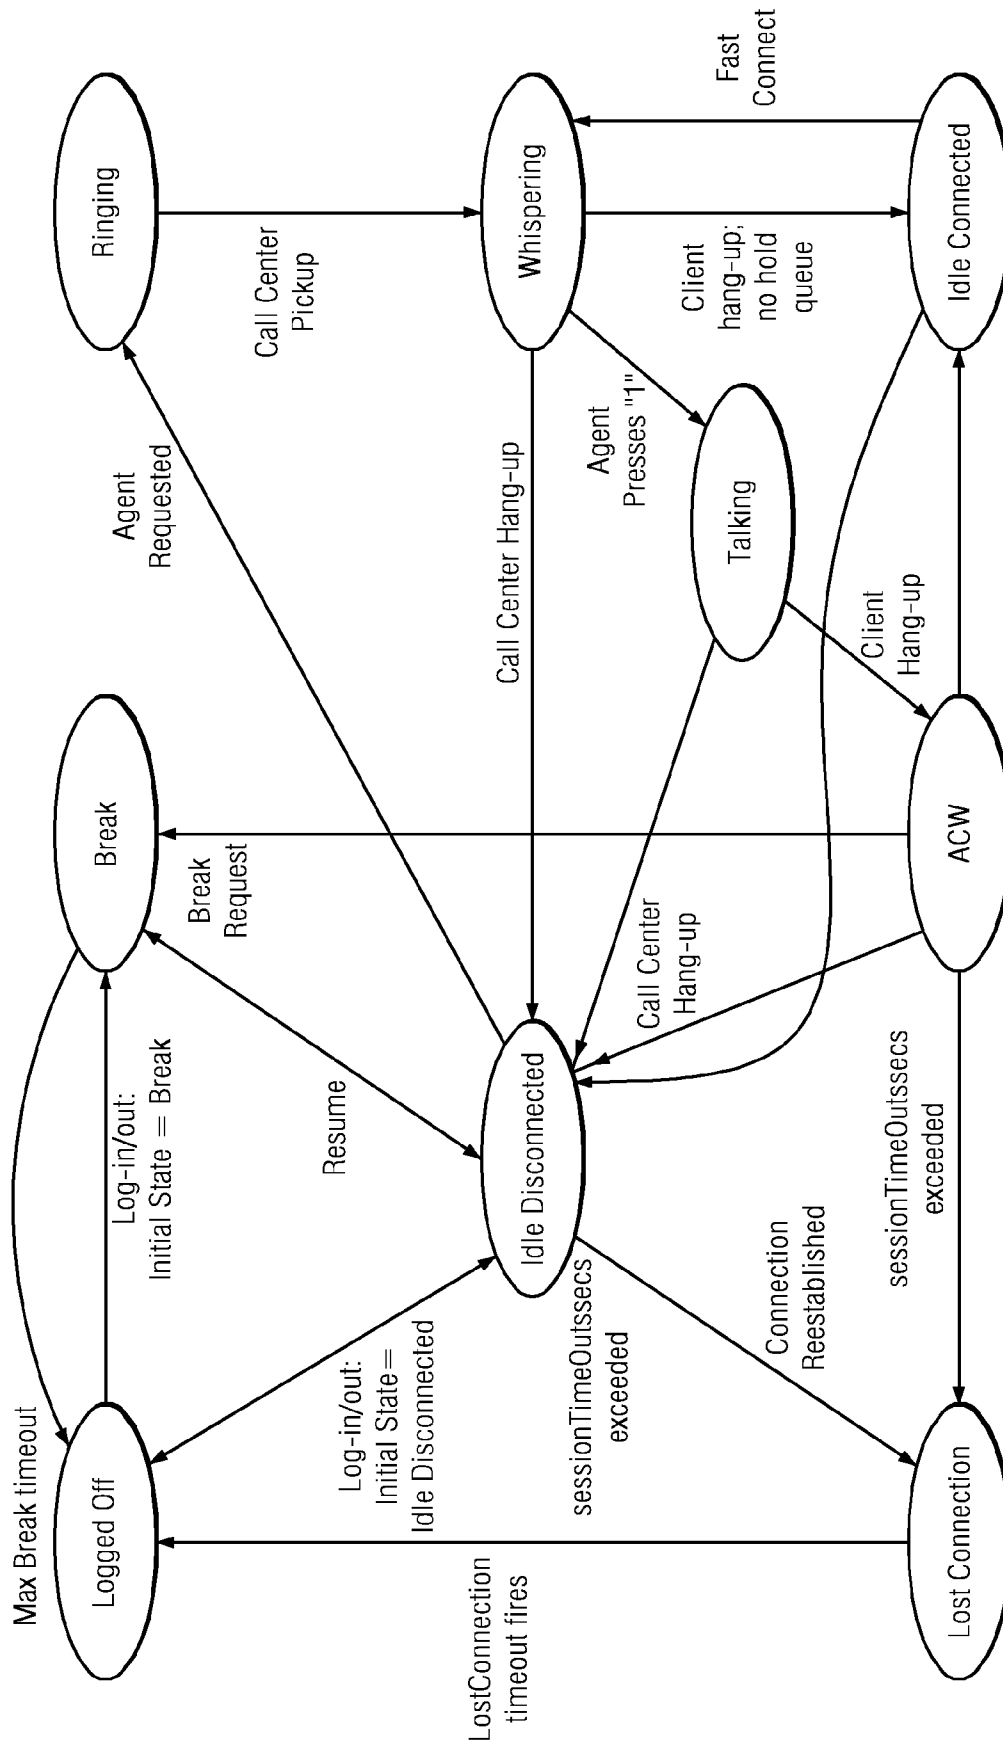 Max Break timeout
Logged Off
Log-in/out:
Initial State = Break
Break
Agent
Requested
Ringing
Break
Request
Resume
Call Center
Pickup
Log-in/out:
Initial State=
Idle Disconnected
LostConnection
timeout fires
sessionTimeOutssecs
exceeded
Idle Disconnected
Call Center Hang-up
Whispering
Agent
Presses "1"
Client
hang-up;
no hold
queue
Fast
Connect
Call Center
Hang-up
Talking
Connection
Reestablished
Client
Hang-up
sessionTimeOutssecs
exceeded
Lost Connection
ACW
Idle Connected